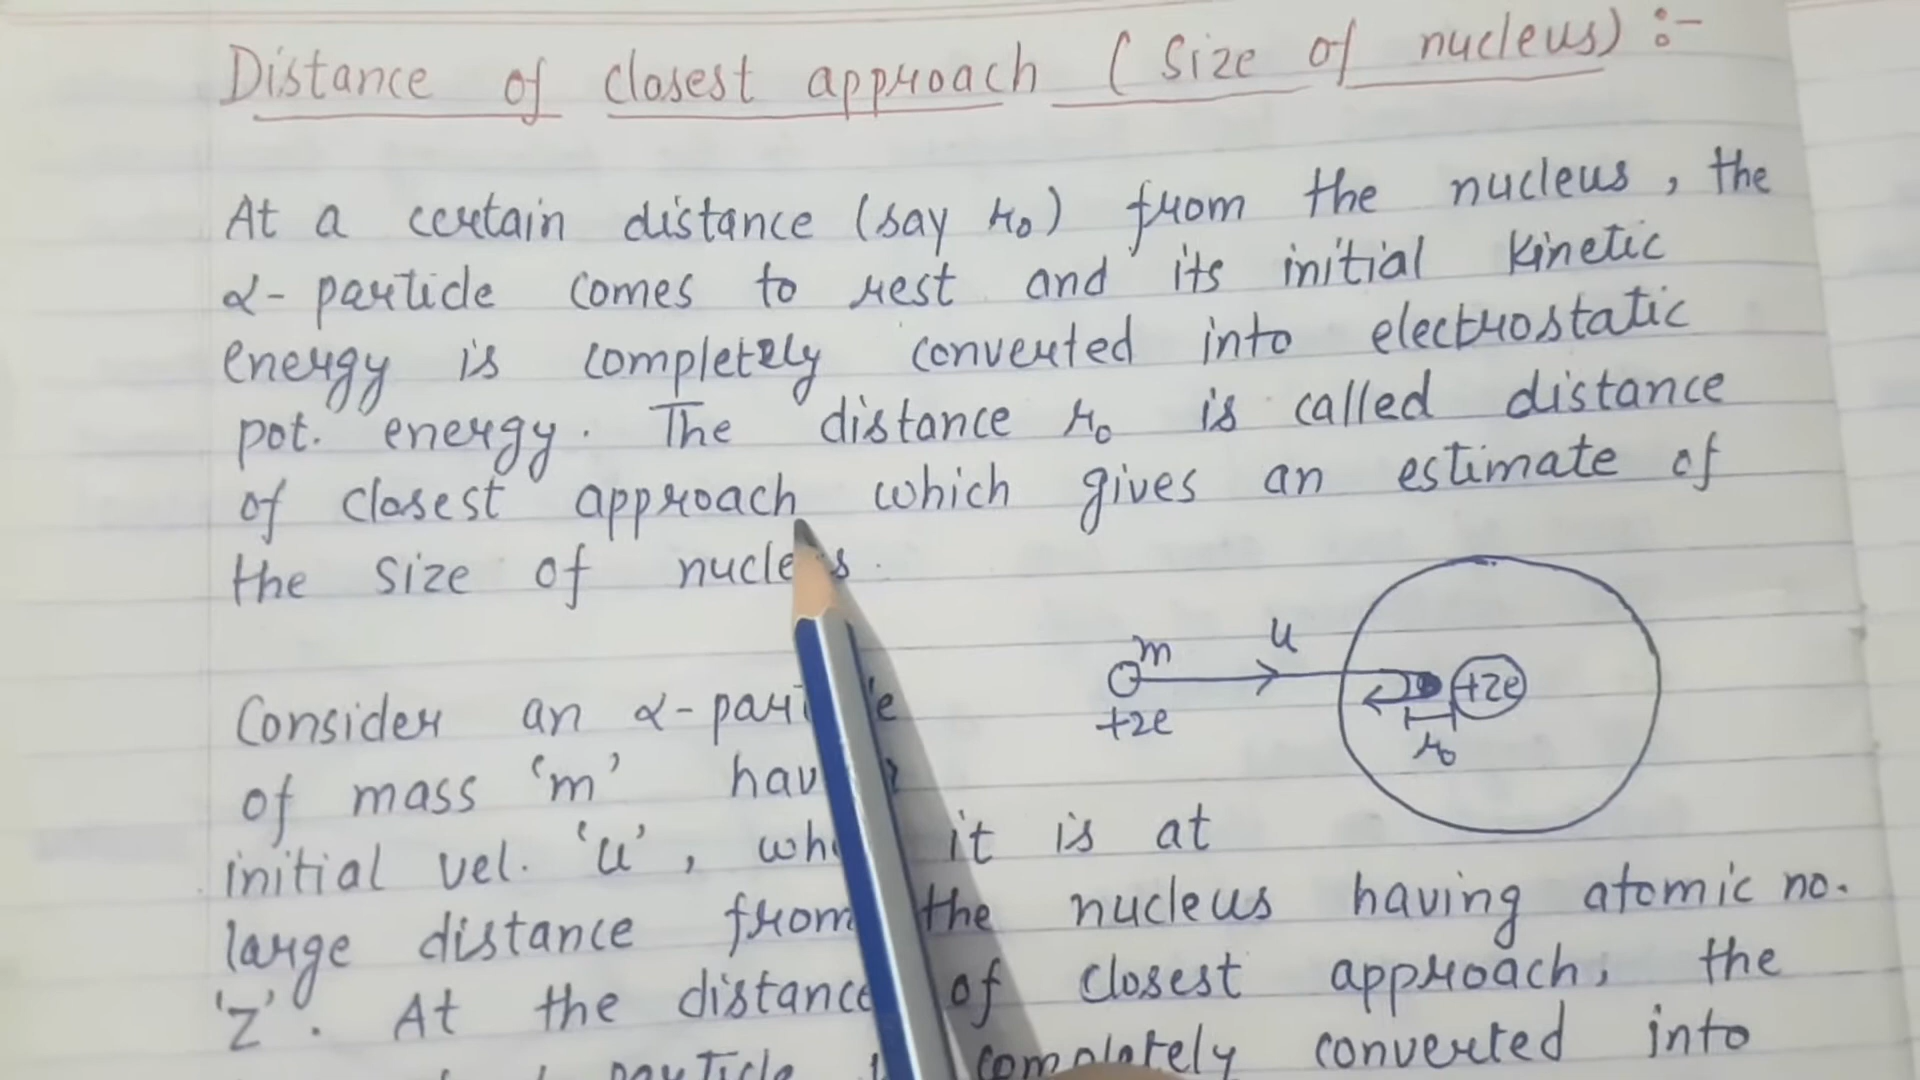 Distance of closest approach ( Size of nucleus) :-
At a certain distance (say r₀) from the nucleus, the
α- particle comes to rest and its initial kinetic
energy is completely converted into electrostatic
pot. energy. The distance r₀ is called distance
of closest approach which gives an estimate of
the size of
m
u
+2e
+Ze
r₀
Consider an
of mass 'm'
initial vel. 'u', it is at
large distance from the nucleus having atomic no.
'Z'. At the distance of closest approach, the
particle completely converted into